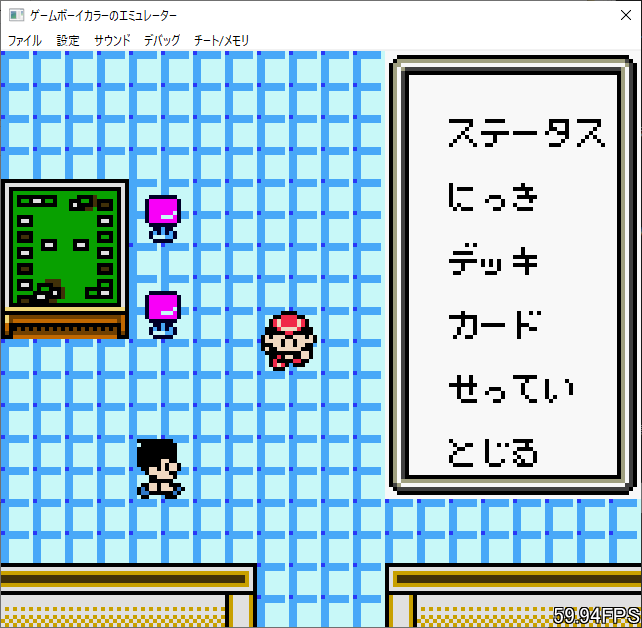 ゲームボーイカラーのエミュレーター
ファイル 設定 サウンド デバッグ チート/メモリ
ステータス
にっき
デッキ
カード
せってい
とじる
59.94FPS